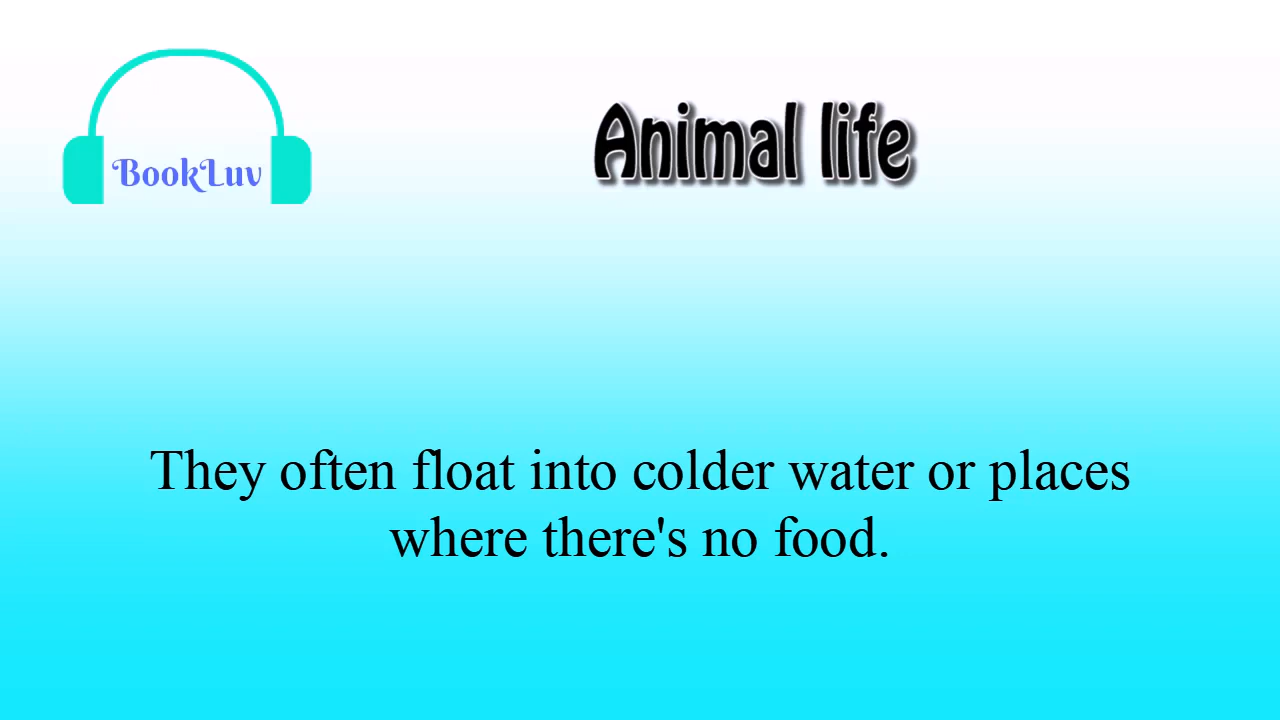 BookLuv
Animal life
They often float into colder water or places
where there's no food.